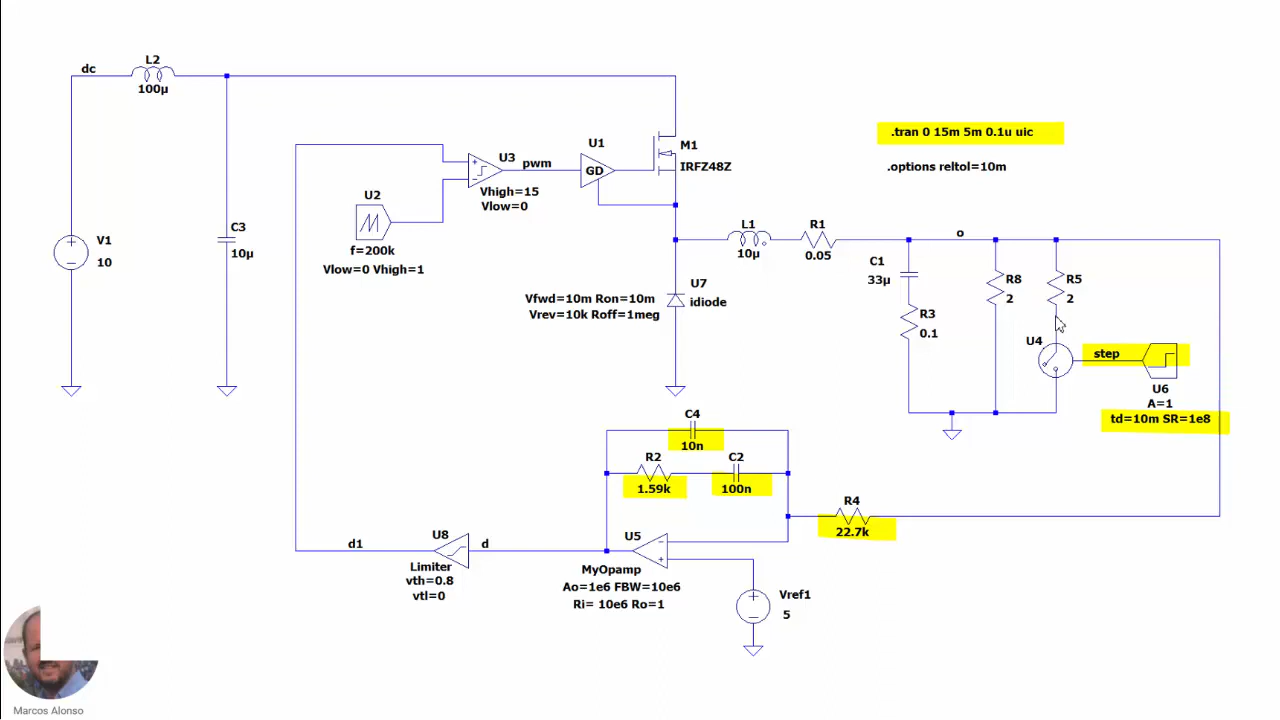 dc
L2
100µ
C3
10µ
V1
10
U2
f=200k
Vlow=0 Vhigh=1
U3
Vhigh=15
Vlow=0
pwm
U1
GD
M1
IRFZ48Z
.tran 0 15m 5m 0.1u uic
.options reltol=10m
L1
10µ
R1
0.05
o
U7
idiode
Vfwd=10m Ron=10m
Vrev=10k Roff=1meg
C1
33µ
R3
0.1
R8
2
R5
2
U4
step
U6
A=1
td=10m SR=1e8
C4
10n
R2
1.59k
C2
100n
R4
22.7k
d1
U8
Limiter
vth=0.8
vtl=0
d
U5
MyOpamp
Ao=1e6 FBW=10e6
Ri= 10e6 Ro=1
Vref1
5
Marcos Alonso